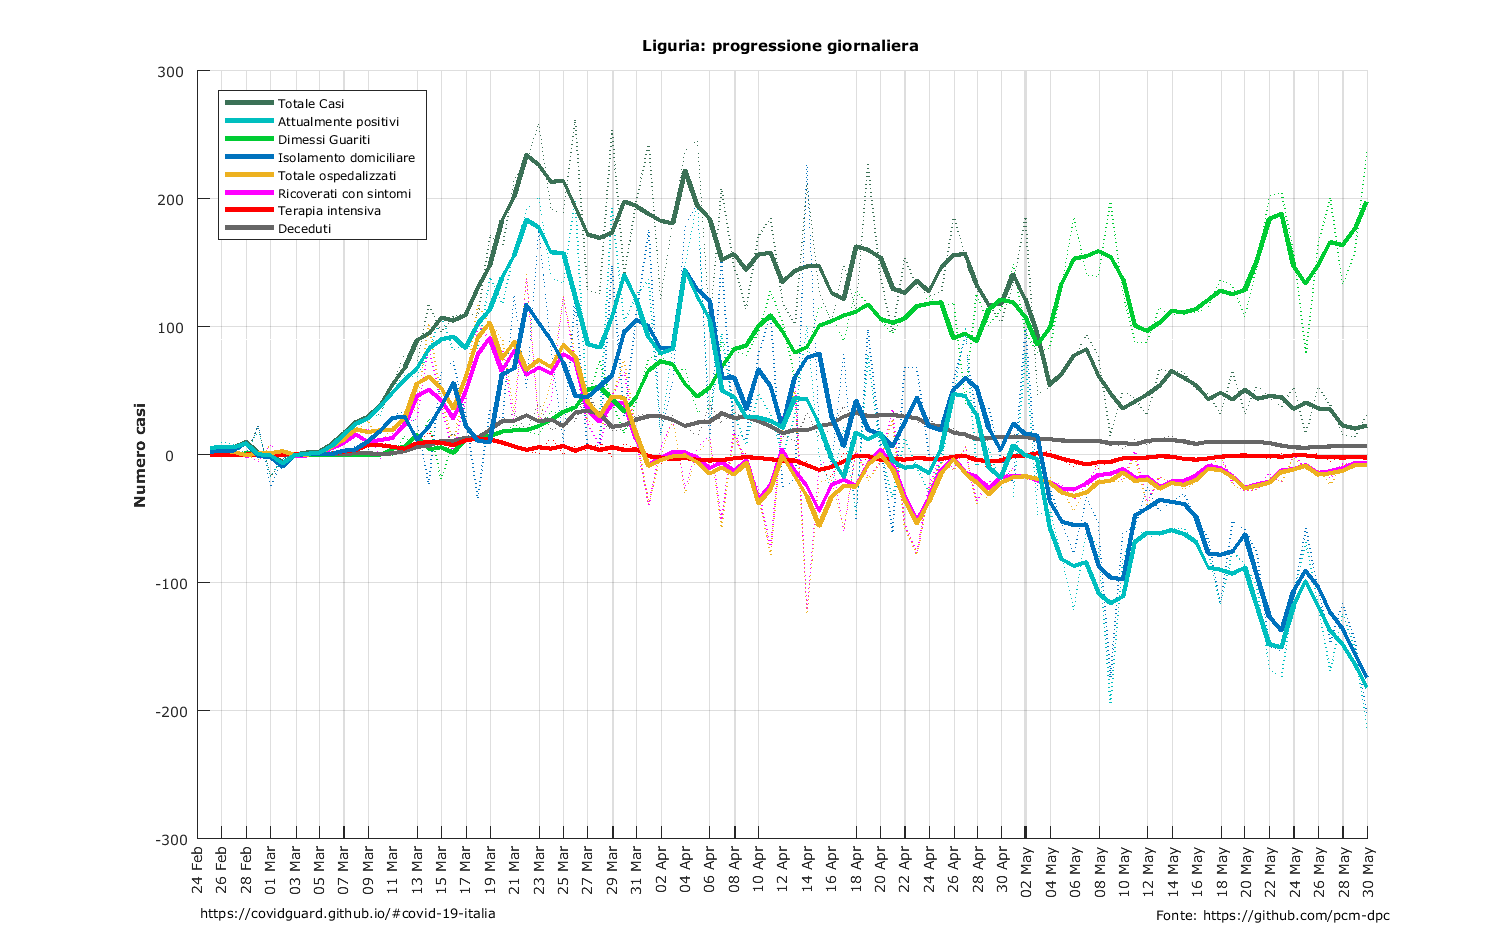 Liguria: progressione giornaliera
300
200
100
0
-100
-200
-300
Numero casi
Totale Casi
Attualmente positivi
Dimessi Guariti
Isolamento domiciliare
Totale ospedalizzati
Ricoverati con sintomi
Terapia intensiva
Deceduti
24 Feb
26 Feb
28 Feb
01 Mar
03 Mar
05 Mar
07 Mar
09 Mar
11 Mar
13 Mar
15 Mar
17 Mar
19 Mar
21 Mar
23 Mar
25 Mar
27 Mar
29 Mar
31 Mar
02 Apr
04 Apr
06 Apr
08 Apr
10 Apr
12 Apr
14 Apr
16 Apr
18 Apr
20 Apr
22 Apr
24 Apr
26 Apr
28 Apr
30 Apr
02 May
04 May
06 May
08 May
10 May
12 May
14 May
16 May
18 May
20 May
22 May
24 May
26 May
28 May
30 May
https://covidguard.github.io/#covid-19-italia
Fonte: https://github.com/pcm-dpc